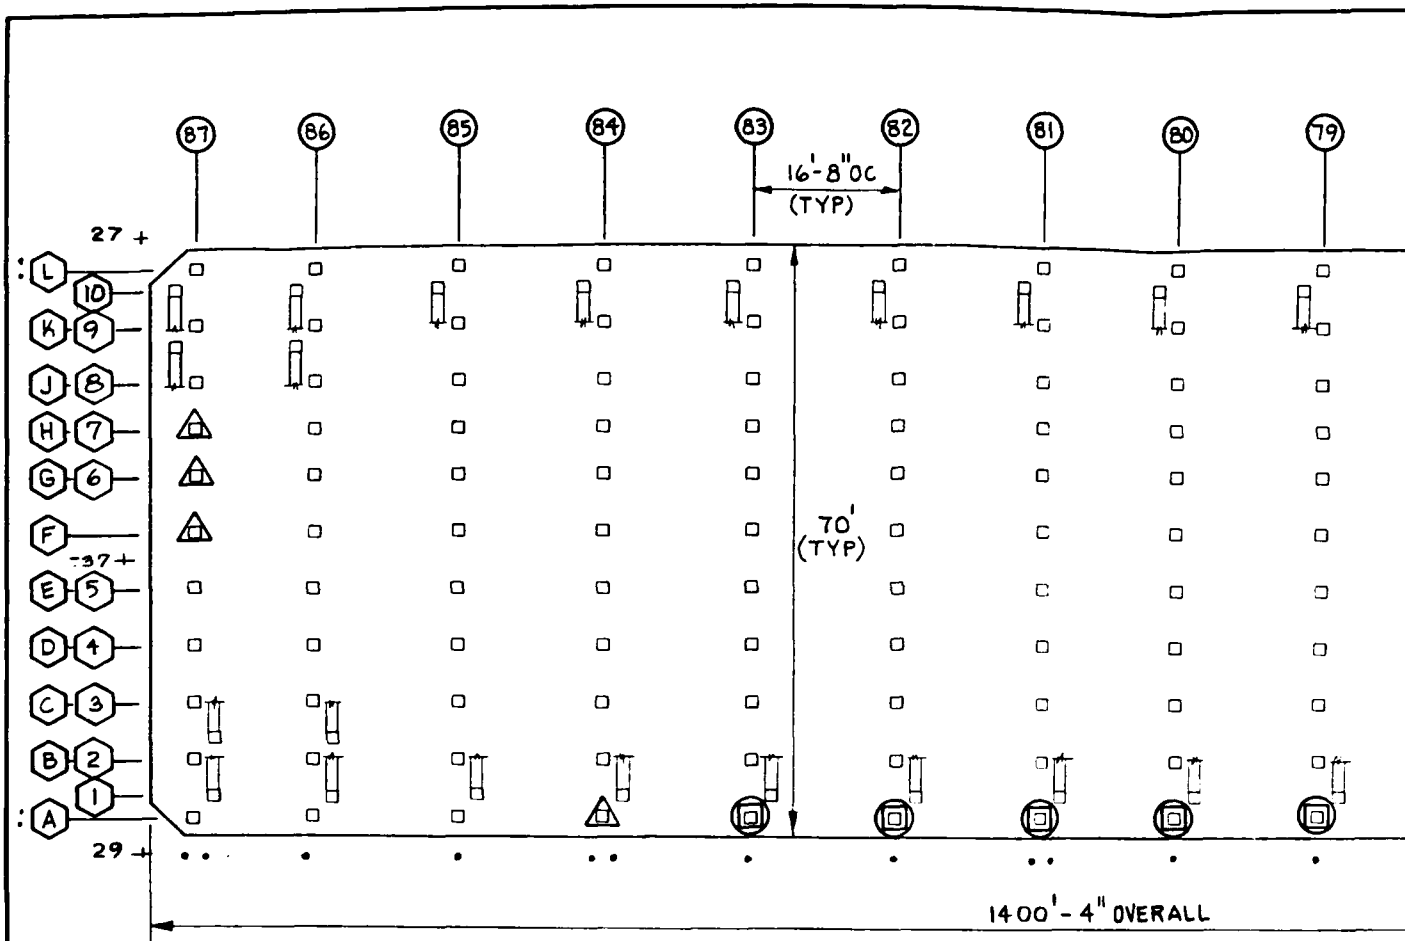 87 86 85 84 83 82 81 80 79
16'-8" OC
(TYP)
27 +
: L
10
K 9
J 8
H 7
G 6
F
70'
(TYP)
-37 +
E 5
D 4
C 3
B 2
1
: A
29 +
1400'-4" OVERALL